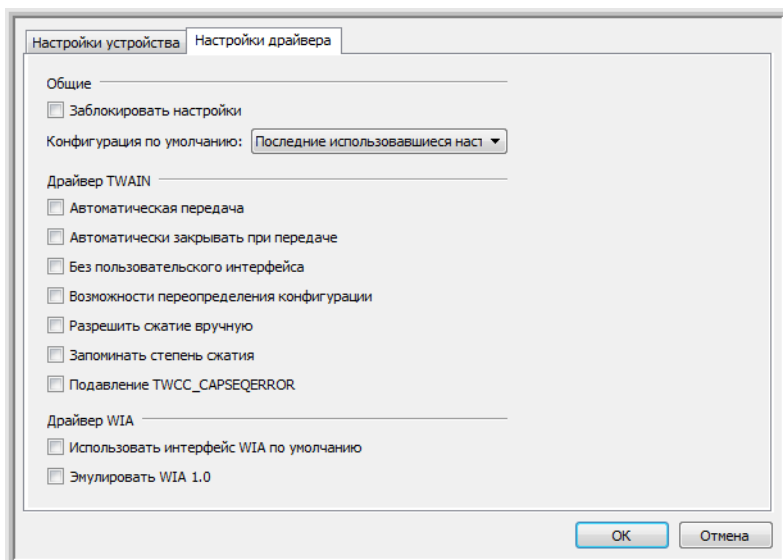 Настройки устройства Настройки драйвера
Общие
Заблокировать настройки
Конфигурация по умолчанию: Последние использовавшиеся наст
Драйвер TWAIN
Автоматическая передача
Автоматически закрывать при передаче
Без пользовательского интерфейса
Возможности переопределения конфигурации
Разрешить сжатие вручную
Запоминать степень сжатия
Подавление TWCC_CAPSEQERROR
Драйвер WIA
Использовать интерфейс WIA по умолчанию
Эмулировать WIA 1.0
OK Отмена